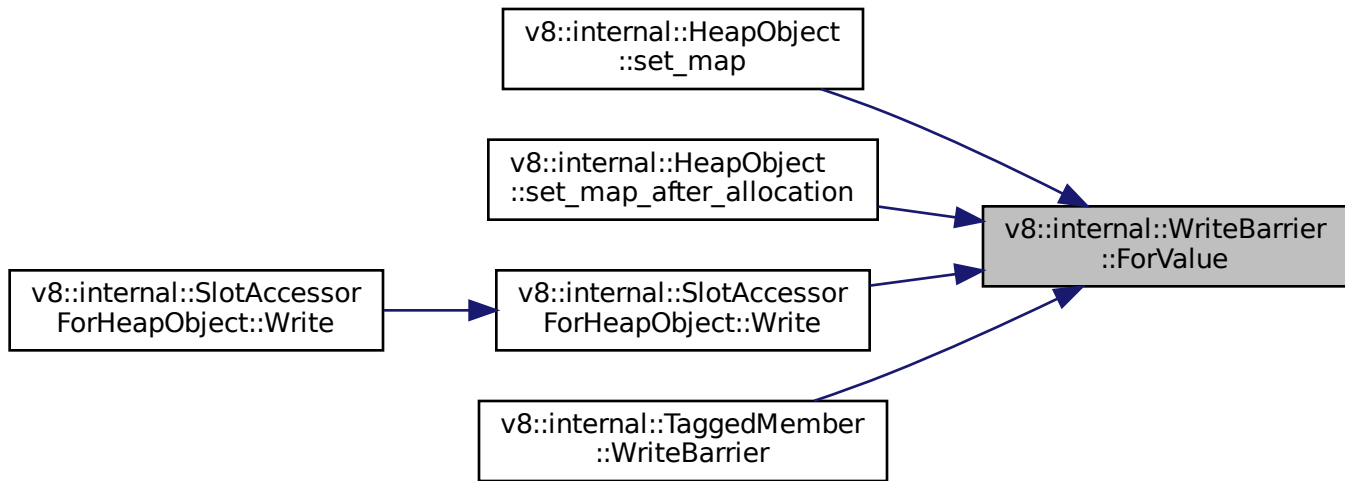 v8::internal::HeapObject
::set_map
v8::internal::HeapObject
::set_map_after_allocation
v8::internal::WriteBarrier
::ForValue
v8::internal::SlotAccessor
ForHeapObject::Write
v8::internal::SlotAccessor
ForHeapObject::Write
v8::internal::TaggedMember
::WriteBarrier